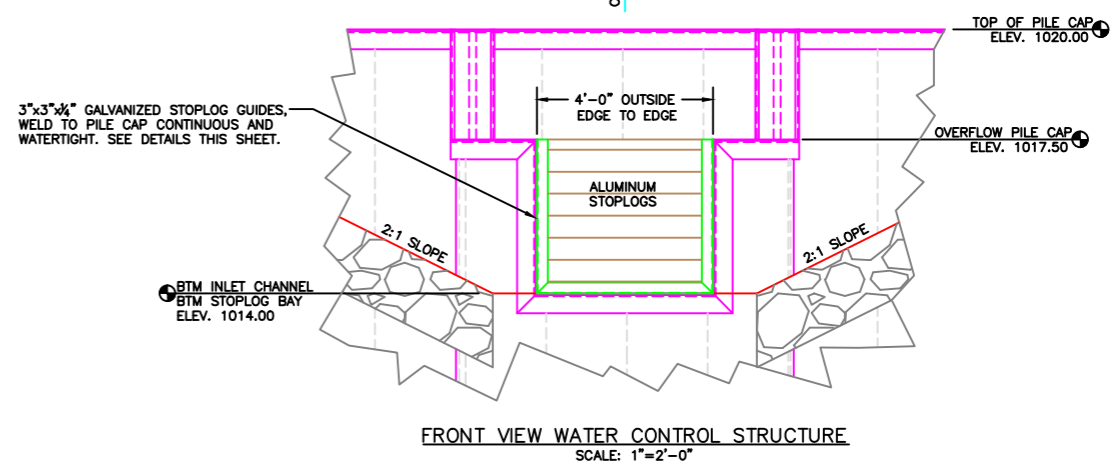 TOP OF PILE CAP
ELEV. 1020.00
3"x3"x¼" GALVANIZED STOPLOG GUIDES,
WELD TO PILE CAP CONTINUOUS AND
WATERTIGHT. SEE DETAILS THIS SHEET.
4'-0" OUTSIDE
EDGE TO EDGE
OVERFLOW PILE CAP
ELEV. 1017.50
ALUMINUM
STOPLOGS
2:1 SLOPE
2:1 SLOPE
BTM INLET CHANNEL
BTM STOPLOG BAY
ELEV. 1014.00
FRONT VIEW WATER CONTROL STRUCTURE
SCALE: 1"=2'-0"